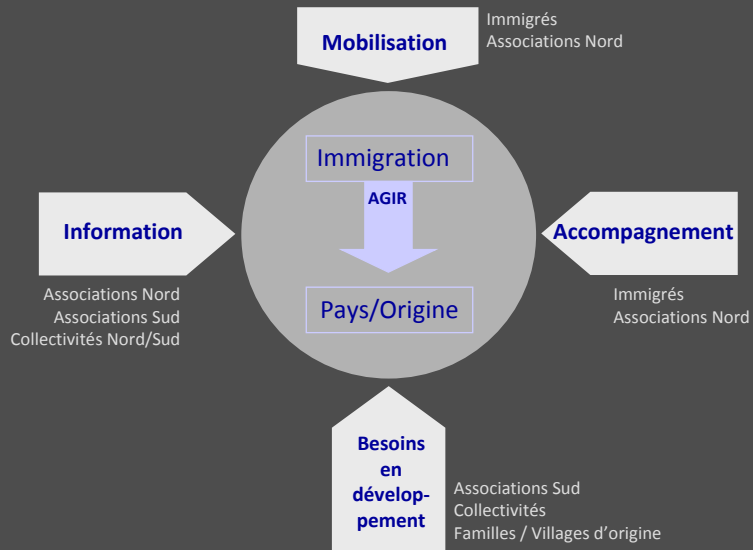 Mobilisation
Immigrés
Associations Nord
Immigration
AGIR
Pays/Origine
Information
Associations Nord
Associations Sud
Collectivités Nord/Sud
Accompagnement
Immigrés
Associations Nord
Besoins
en
dévelop-
pement
Associations Sud
Collectivités
Familles / Villages d’origine